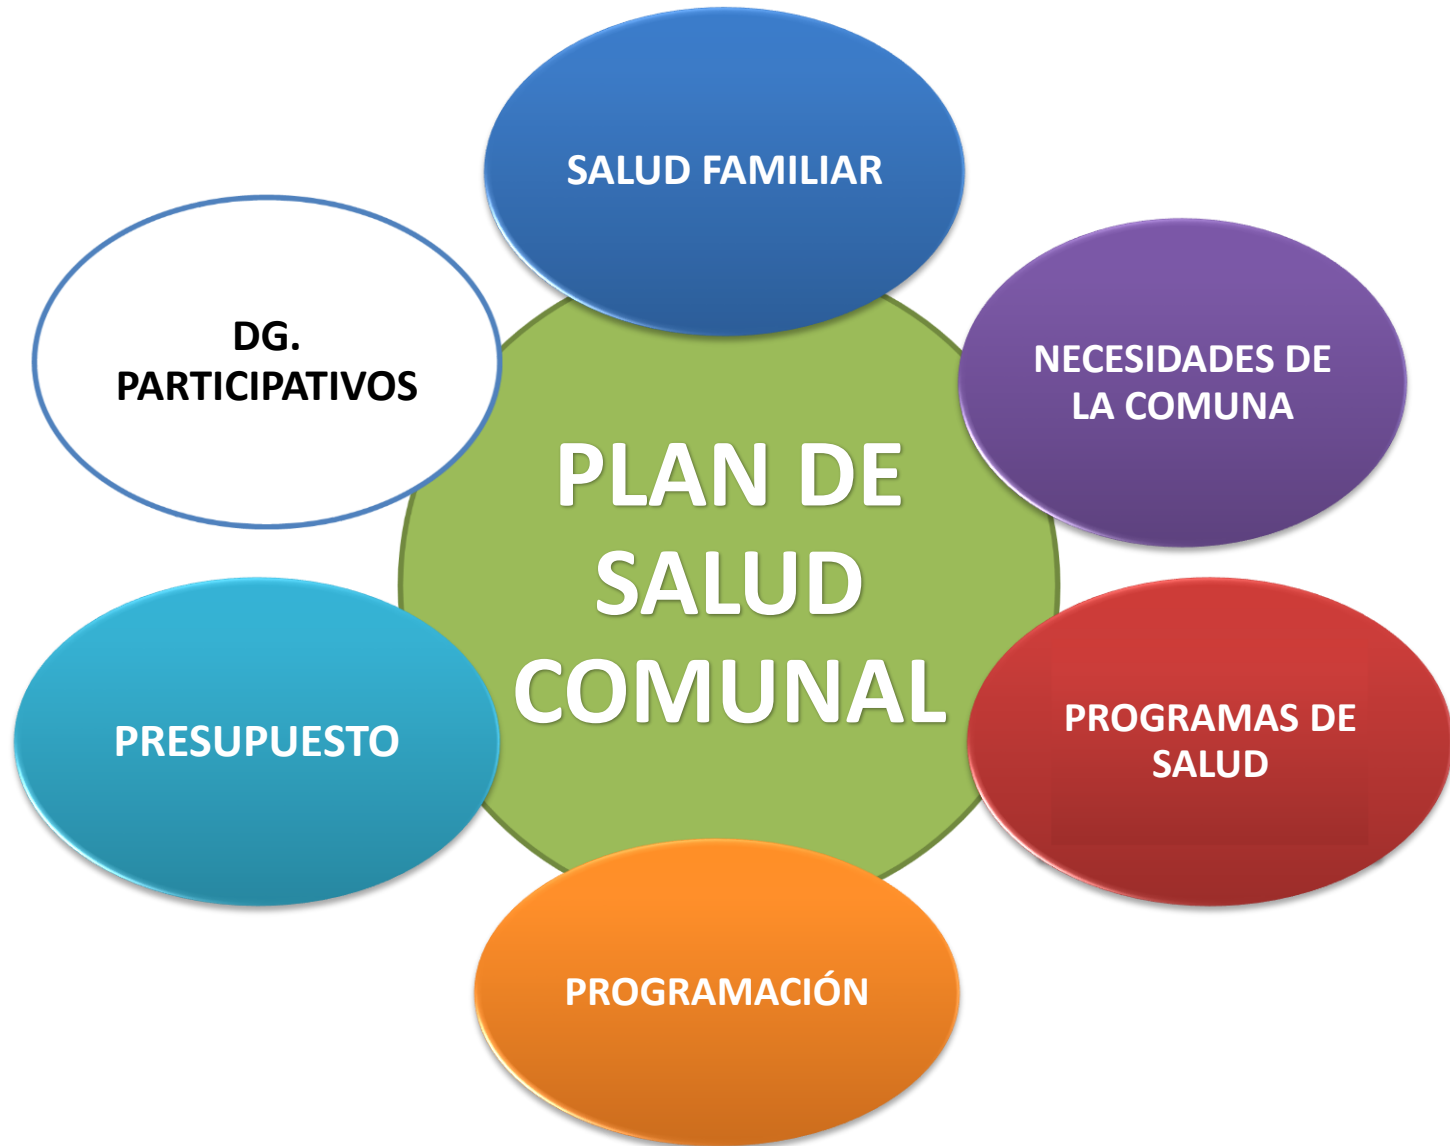 SALUD FAMILIAR
DG.
PARTICIPATIVOS
NECESIDADES DE
LA COMUNA
PLAN DE
SALUD
COMUNAL
PRESUPUESTO
PROGRAMAS DE
SALUD
PROGRAMACIÓN